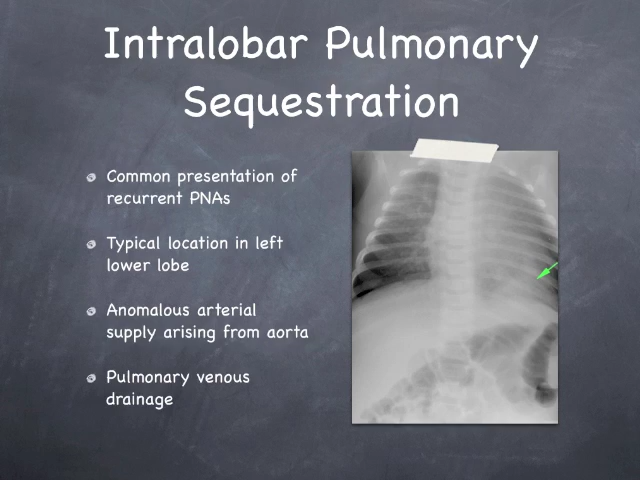 Intralobar Pulmonary
Sequestration
Common presentation of
recurrent PNAs
Typical location in left
lower lobe
Anomalous arterial
supply arising from aorta
Pulmonary venous
drainage